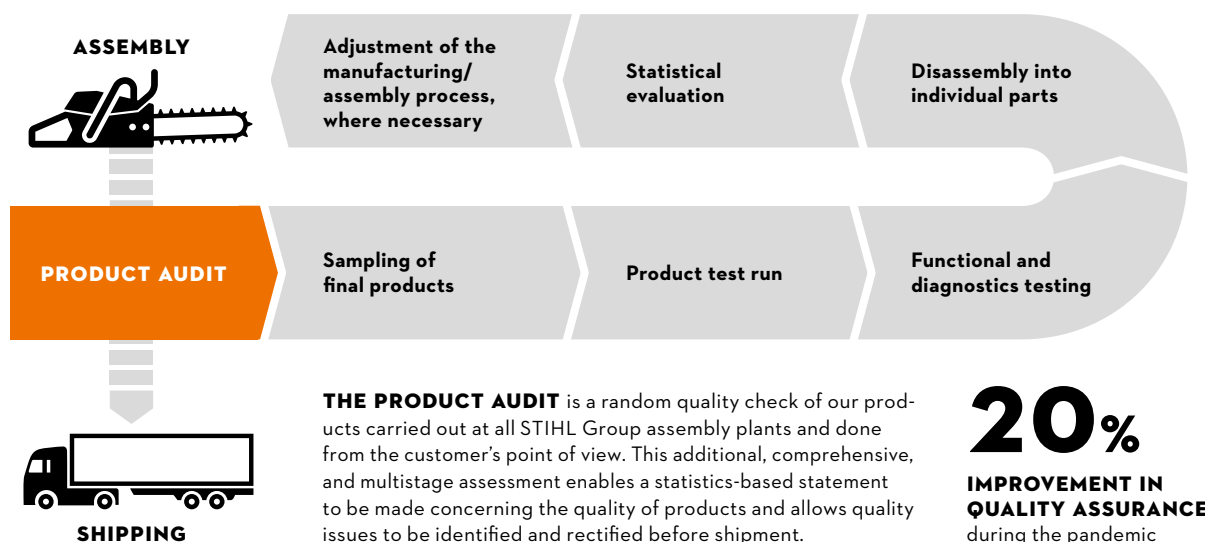 ASSEMBLY
Adjustment of the
manufacturing/
assembly process,
where necessary
Statistical
evaluation
Disassembly into
individual parts
PRODUCT AUDIT
Sampling of
final products
Product test run
Functional and
diagnostics testing
THE PRODUCT AUDIT is a random quality check of our prod-
ucts carried out at all STIHL Group assembly plants and done
from the customer’s point of view. This additional, comprehensive,
and multistage assessment enables a statistics-based statement
to be made concerning the quality of products and allows quality
issues to be identified and rectified before shipment.
20%
IMPROVEMENT IN
QUALITY ASSURANCE
during the pandemic
SHIPPING